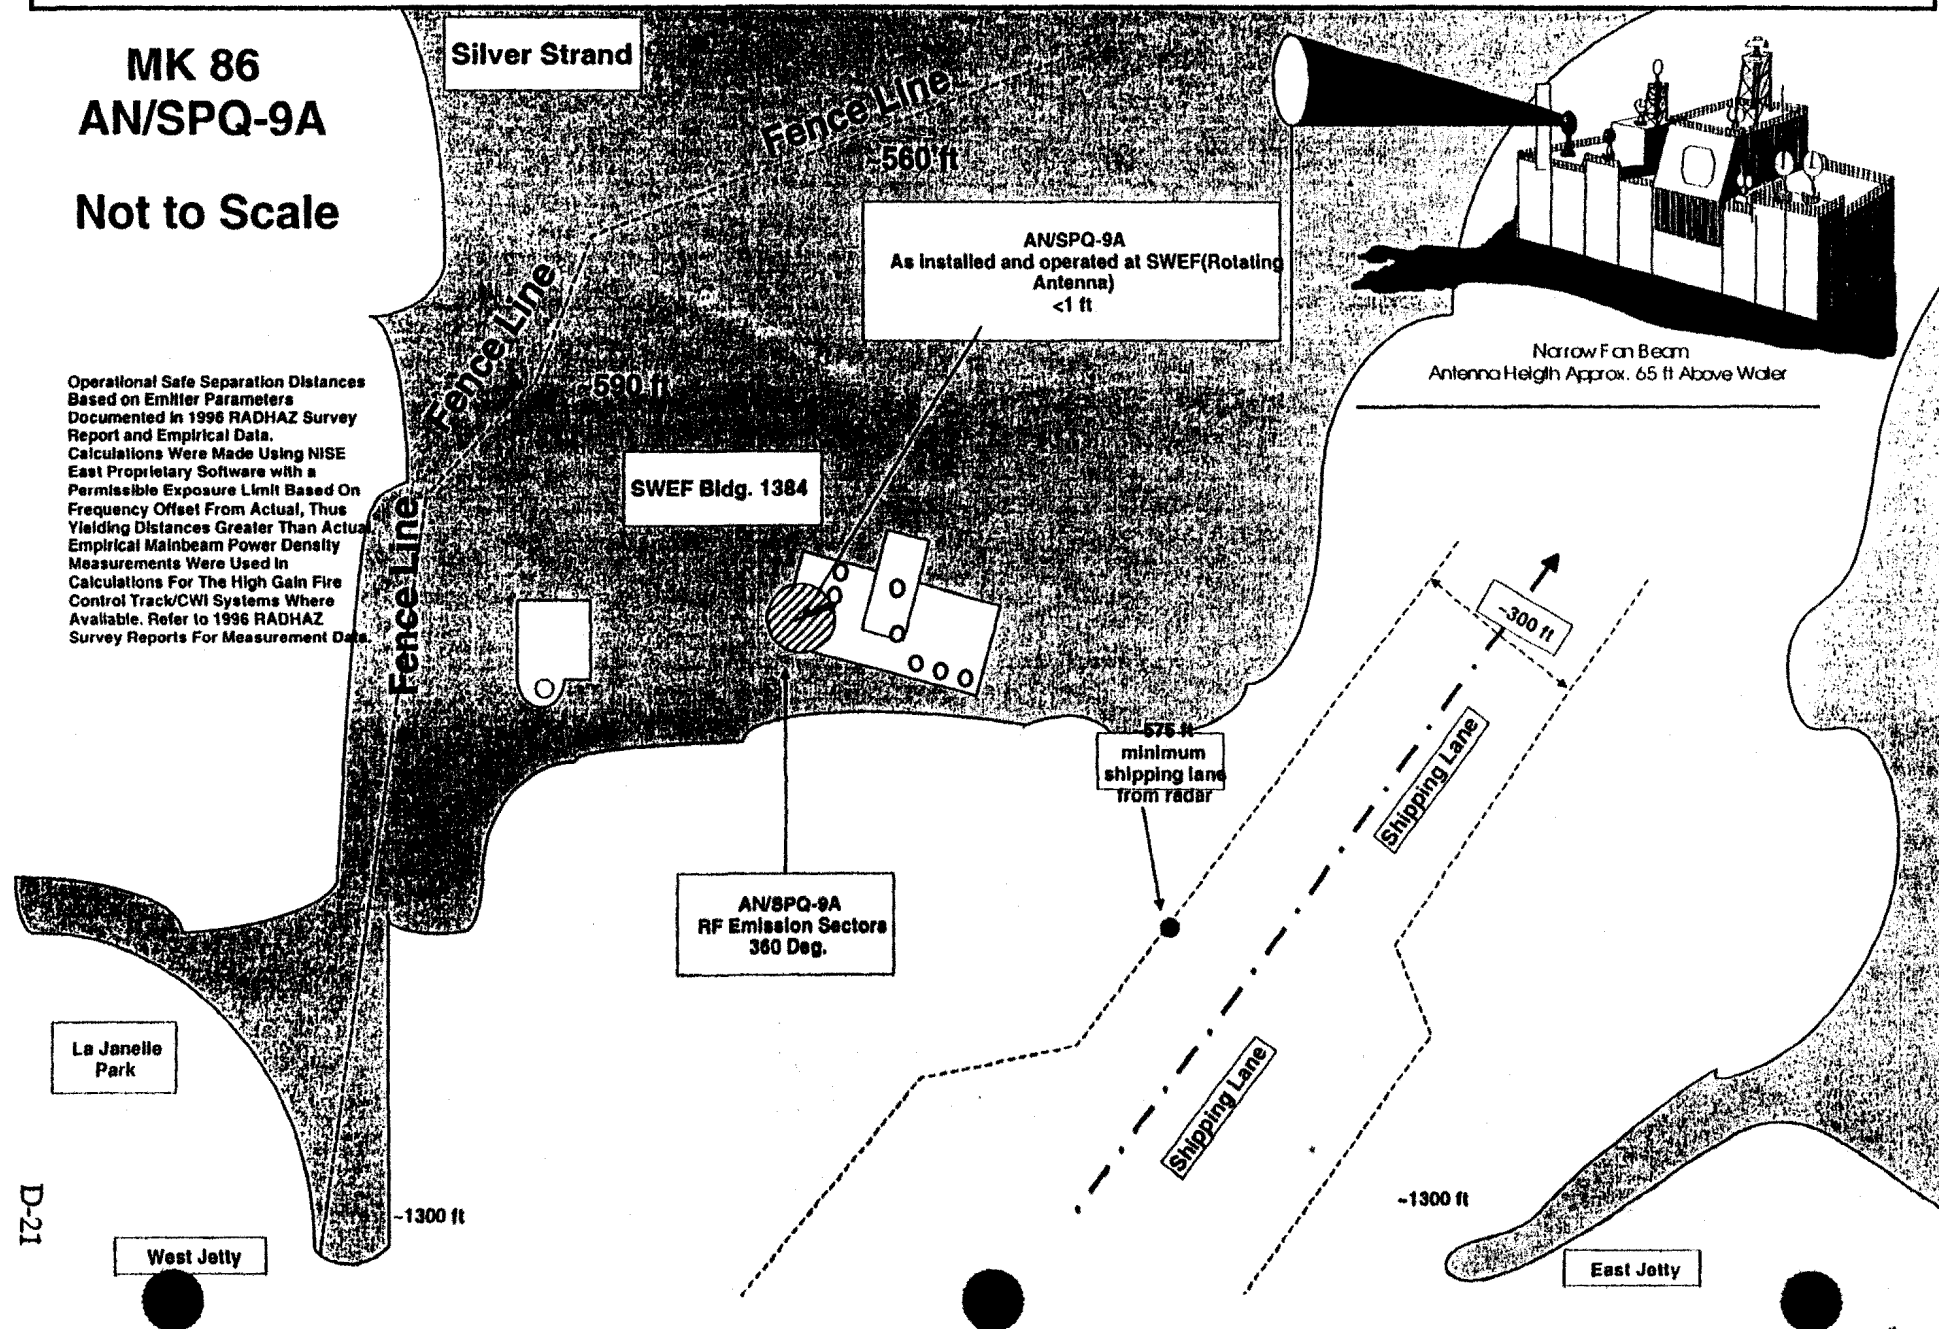 MK 86
AN/SPQ-9A
Not to Scale
Silver Strand
Fence Line
~560 ft
AN/SPQ-9A
As installed and operated at SWEF(Rotating
Antenna)
<1 ft
Narrow Fan Beam
Antenna Heigth Approx. 65 ft Above Water
Fence Line
~590 ft
Operational Safe Separation Distances
Based on Emitter Parameters
Documented in 1996 RADHAZ Survey
Report and Empirical Data.
Calculations Were Made Using NISE
East Proprietary Software with a
Permissible Exposure Limit Based On
Frequency Offset From Actual, Thus
Yielding Distances Greater Than Actual.
Empirical Mainbeam Power Density
Measurements Were Used in
Calculations For The High Gain Fire
Control Track/CWI Systems Where
Available. Refer to 1996 RADHAZ
Survey Reports For Measurement Data.
Fence Line
SWEF Bldg. 1384
~300 ft
~575 ft
minimum
shipping lane
from radar
Shipping Lane
AN/SPQ-9A
RF Emission Sectors
360 Deg.
La Janelle
Park
Shipping Lane
D-21
~1300 ft
~1300 ft
West Jetty
East Jetty